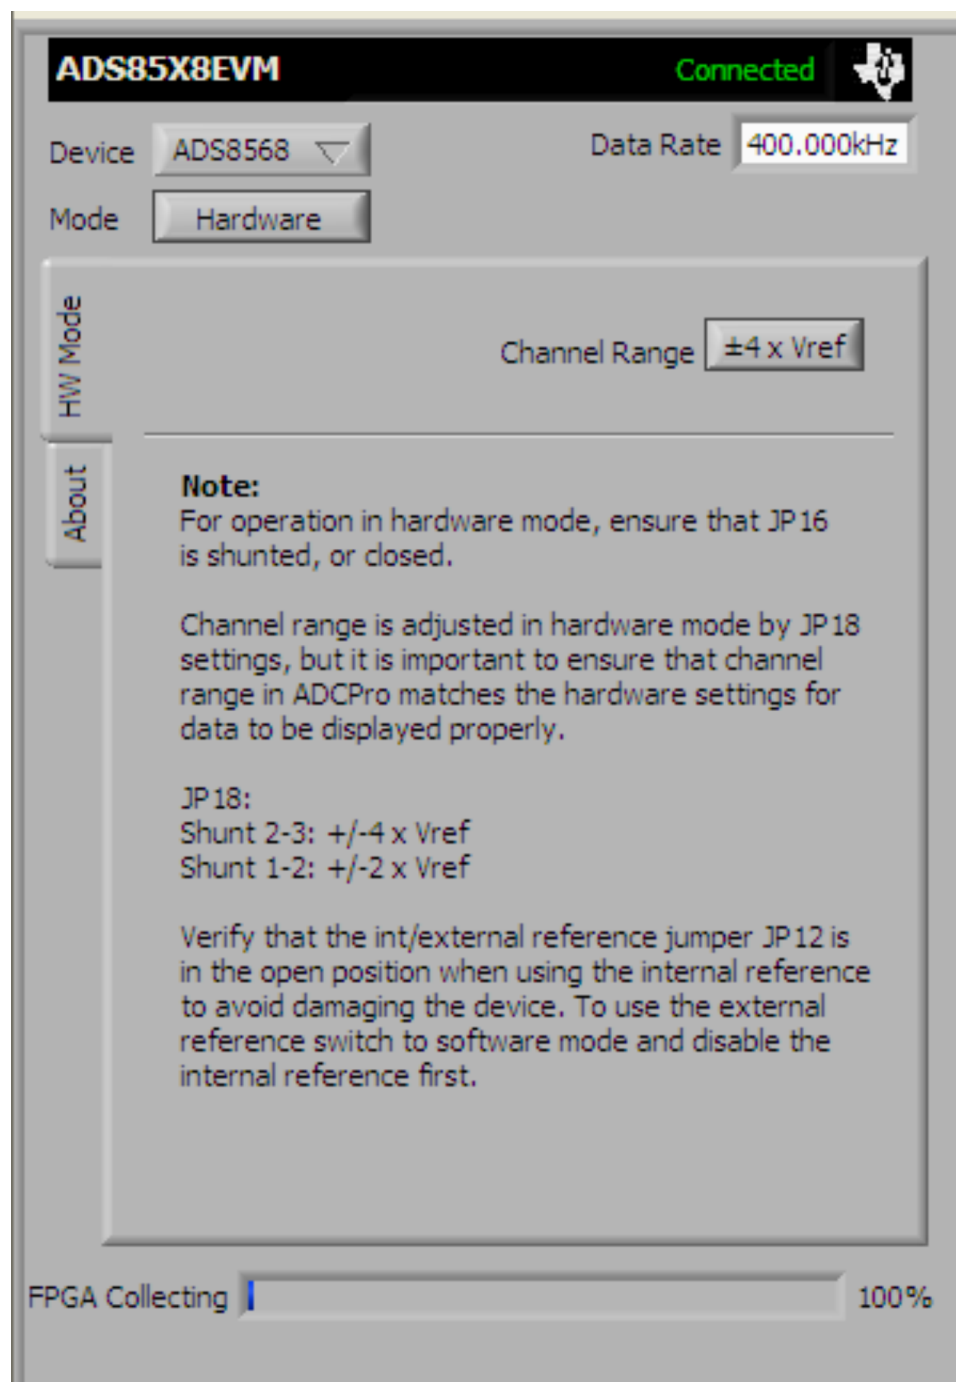 ADS85X8EVM Connected
Device ADS8568 Data Rate 400.000kHz
Mode Hardware
HW Mode
About
Channel Range ±4 x Vref
Note:
For operation in hardware mode, ensure that JP16
is shunted, or closed.
Channel range is adjusted in hardware mode by JP18
settings, but it is important to ensure that channel
range in ADCPro matches the hardware settings for
data to be displayed properly.
JP18:
Shunt 2-3: +/-4 x Vref
Shunt 1-2: +/-2 x Vref
Verify that the int/external reference jumper JP12 is
in the open position when using the internal reference
to avoid damaging the device. To use the external
reference switch to software mode and disable the
internal reference first.
FPGA Collecting 100%